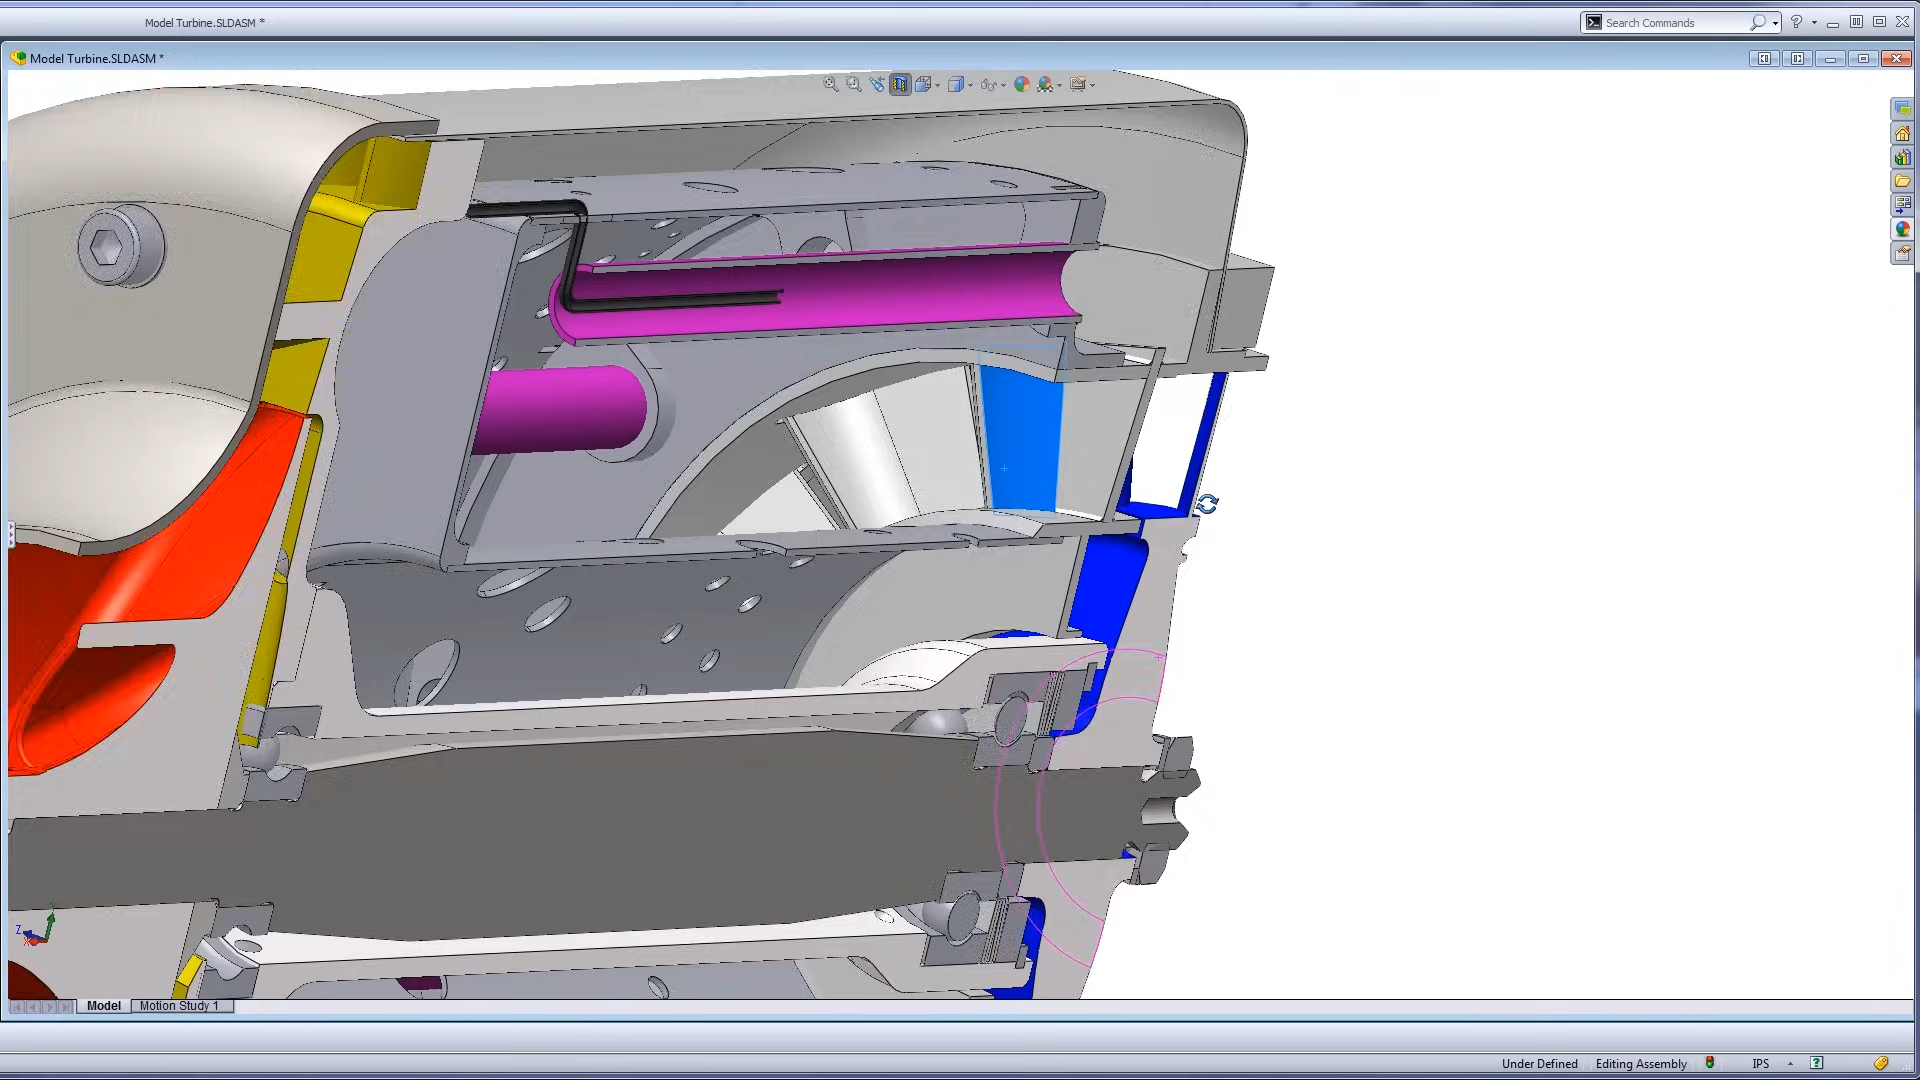 Model Turbine.SLDASM *
Search Commands
?
Model Turbine.SLDASM *
Z
X
Model
Motion Study 1
Under Defined
Editing Assembly
IPS
?